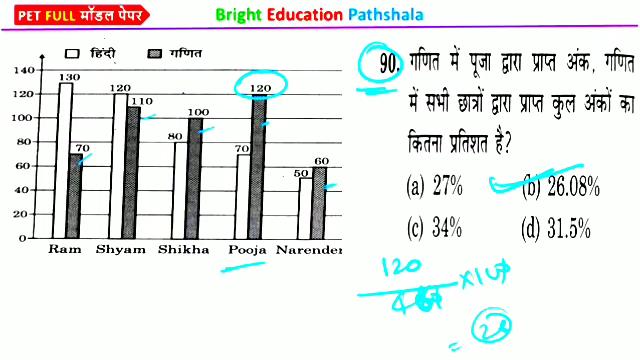 PET FULL मॉडल पेपर
Bright Education Pathshala
हिंदी गणित
140
120
100
80
60
40
20
0
130
70
120
110
80
100
70
120
50
60
Ram Shyam Shikha Pooja Narender
90. गणित में पूजा द्वारा प्राप्त अंक, गणित
में सभी छात्रों द्वारा प्राप्त कुल अंकों का
कितना प्रतिशत है?
(a) 27% (b) 26.08%
(c) 34% (d) 31.5%
120